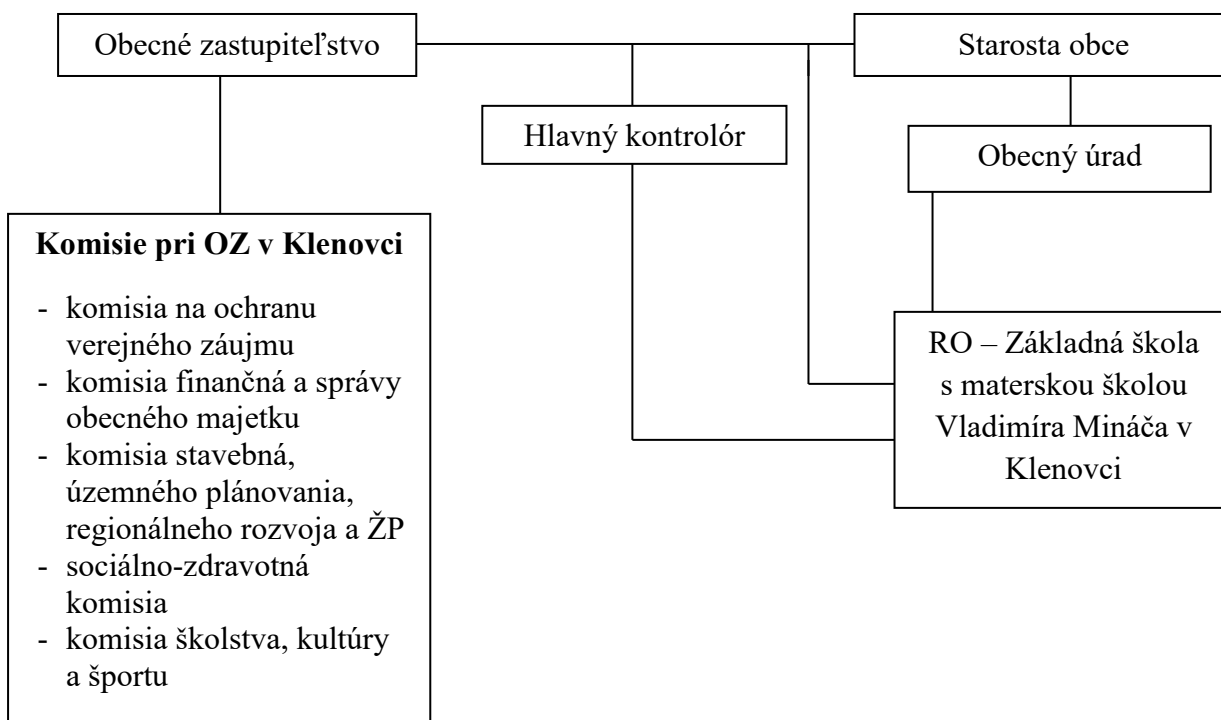 Obecné zastupiteľstvo
Starosta obce
Hlavný kontrolór
Obecný úrad
Komisie pri OZ v Klenovci
- komisia na ochranu
verejného záujmu
- komisia finančná a správy
obecného majetku
- komisia stavebná,
územného plánovania,
regionálneho rozvoja a ŽP
- sociálno-zdravotná
komisia
- komisia školstva, kultúry
a športu
RO – Základná škola
s materskou školou
Vladimíra Mináča v
Klenovci